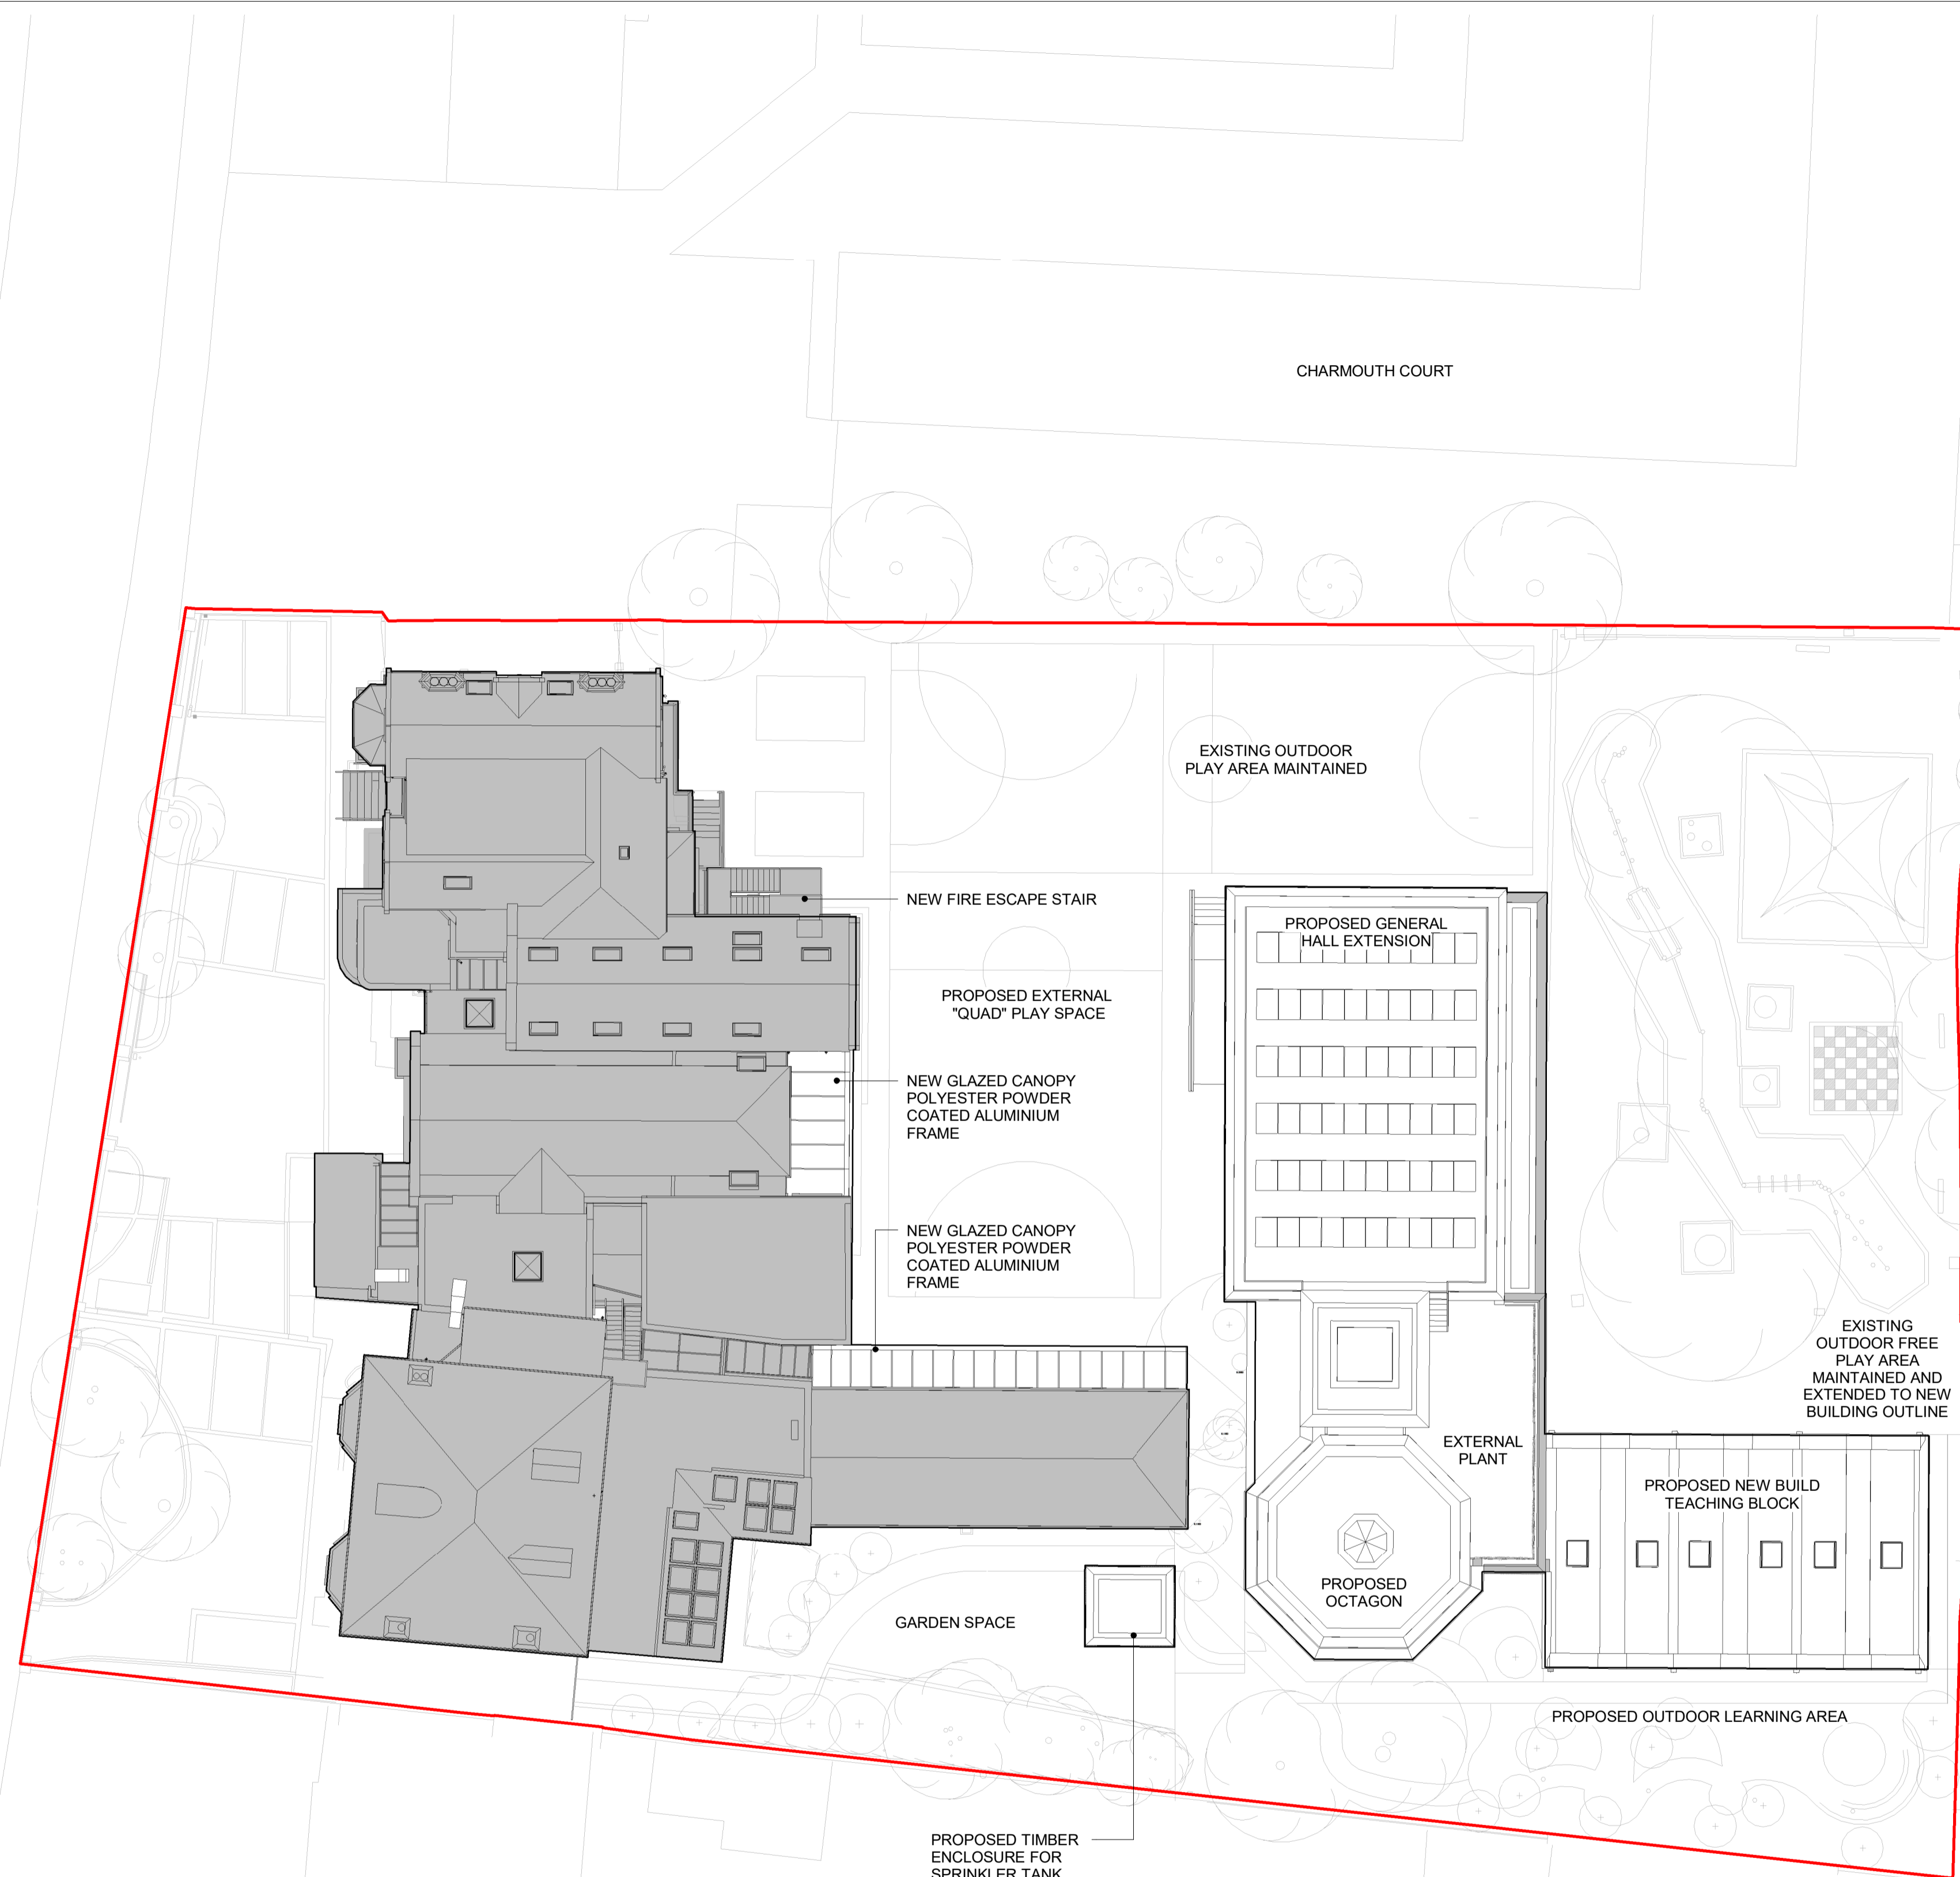 CHARMOUTH COURT
EXISTING OUTDOOR
PLAY AREA MAINTAINED
NEW FIRE ESCAPE STAIR
PROPOSED GENERAL
HALL EXTENSION
PROPOSED EXTERNAL
"QUAD" PLAY SPACE
NEW GLAZED CANOPY
POLYESTER POWDER
COATED ALUMINIUM
FRAME
NEW GLAZED CANOPY
POLYESTER POWDER
COATED ALUMINIUM
FRAME
EXISTING
OUTDOOR FREE
PLAY AREA
MAINTAINED AND
EXTENDED TO NEW
BUILDING OUTLINE
EXTERNAL
PLANT
PROPOSED NEW BUILD
TEACHING BLOCK
PROPOSED
OCTAGON
GARDEN SPACE
PROPOSED OUTDOOR LEARNING AREA
PROPOSED TIMBER
ENCLOSURE FOR
SPRINKLER TANK